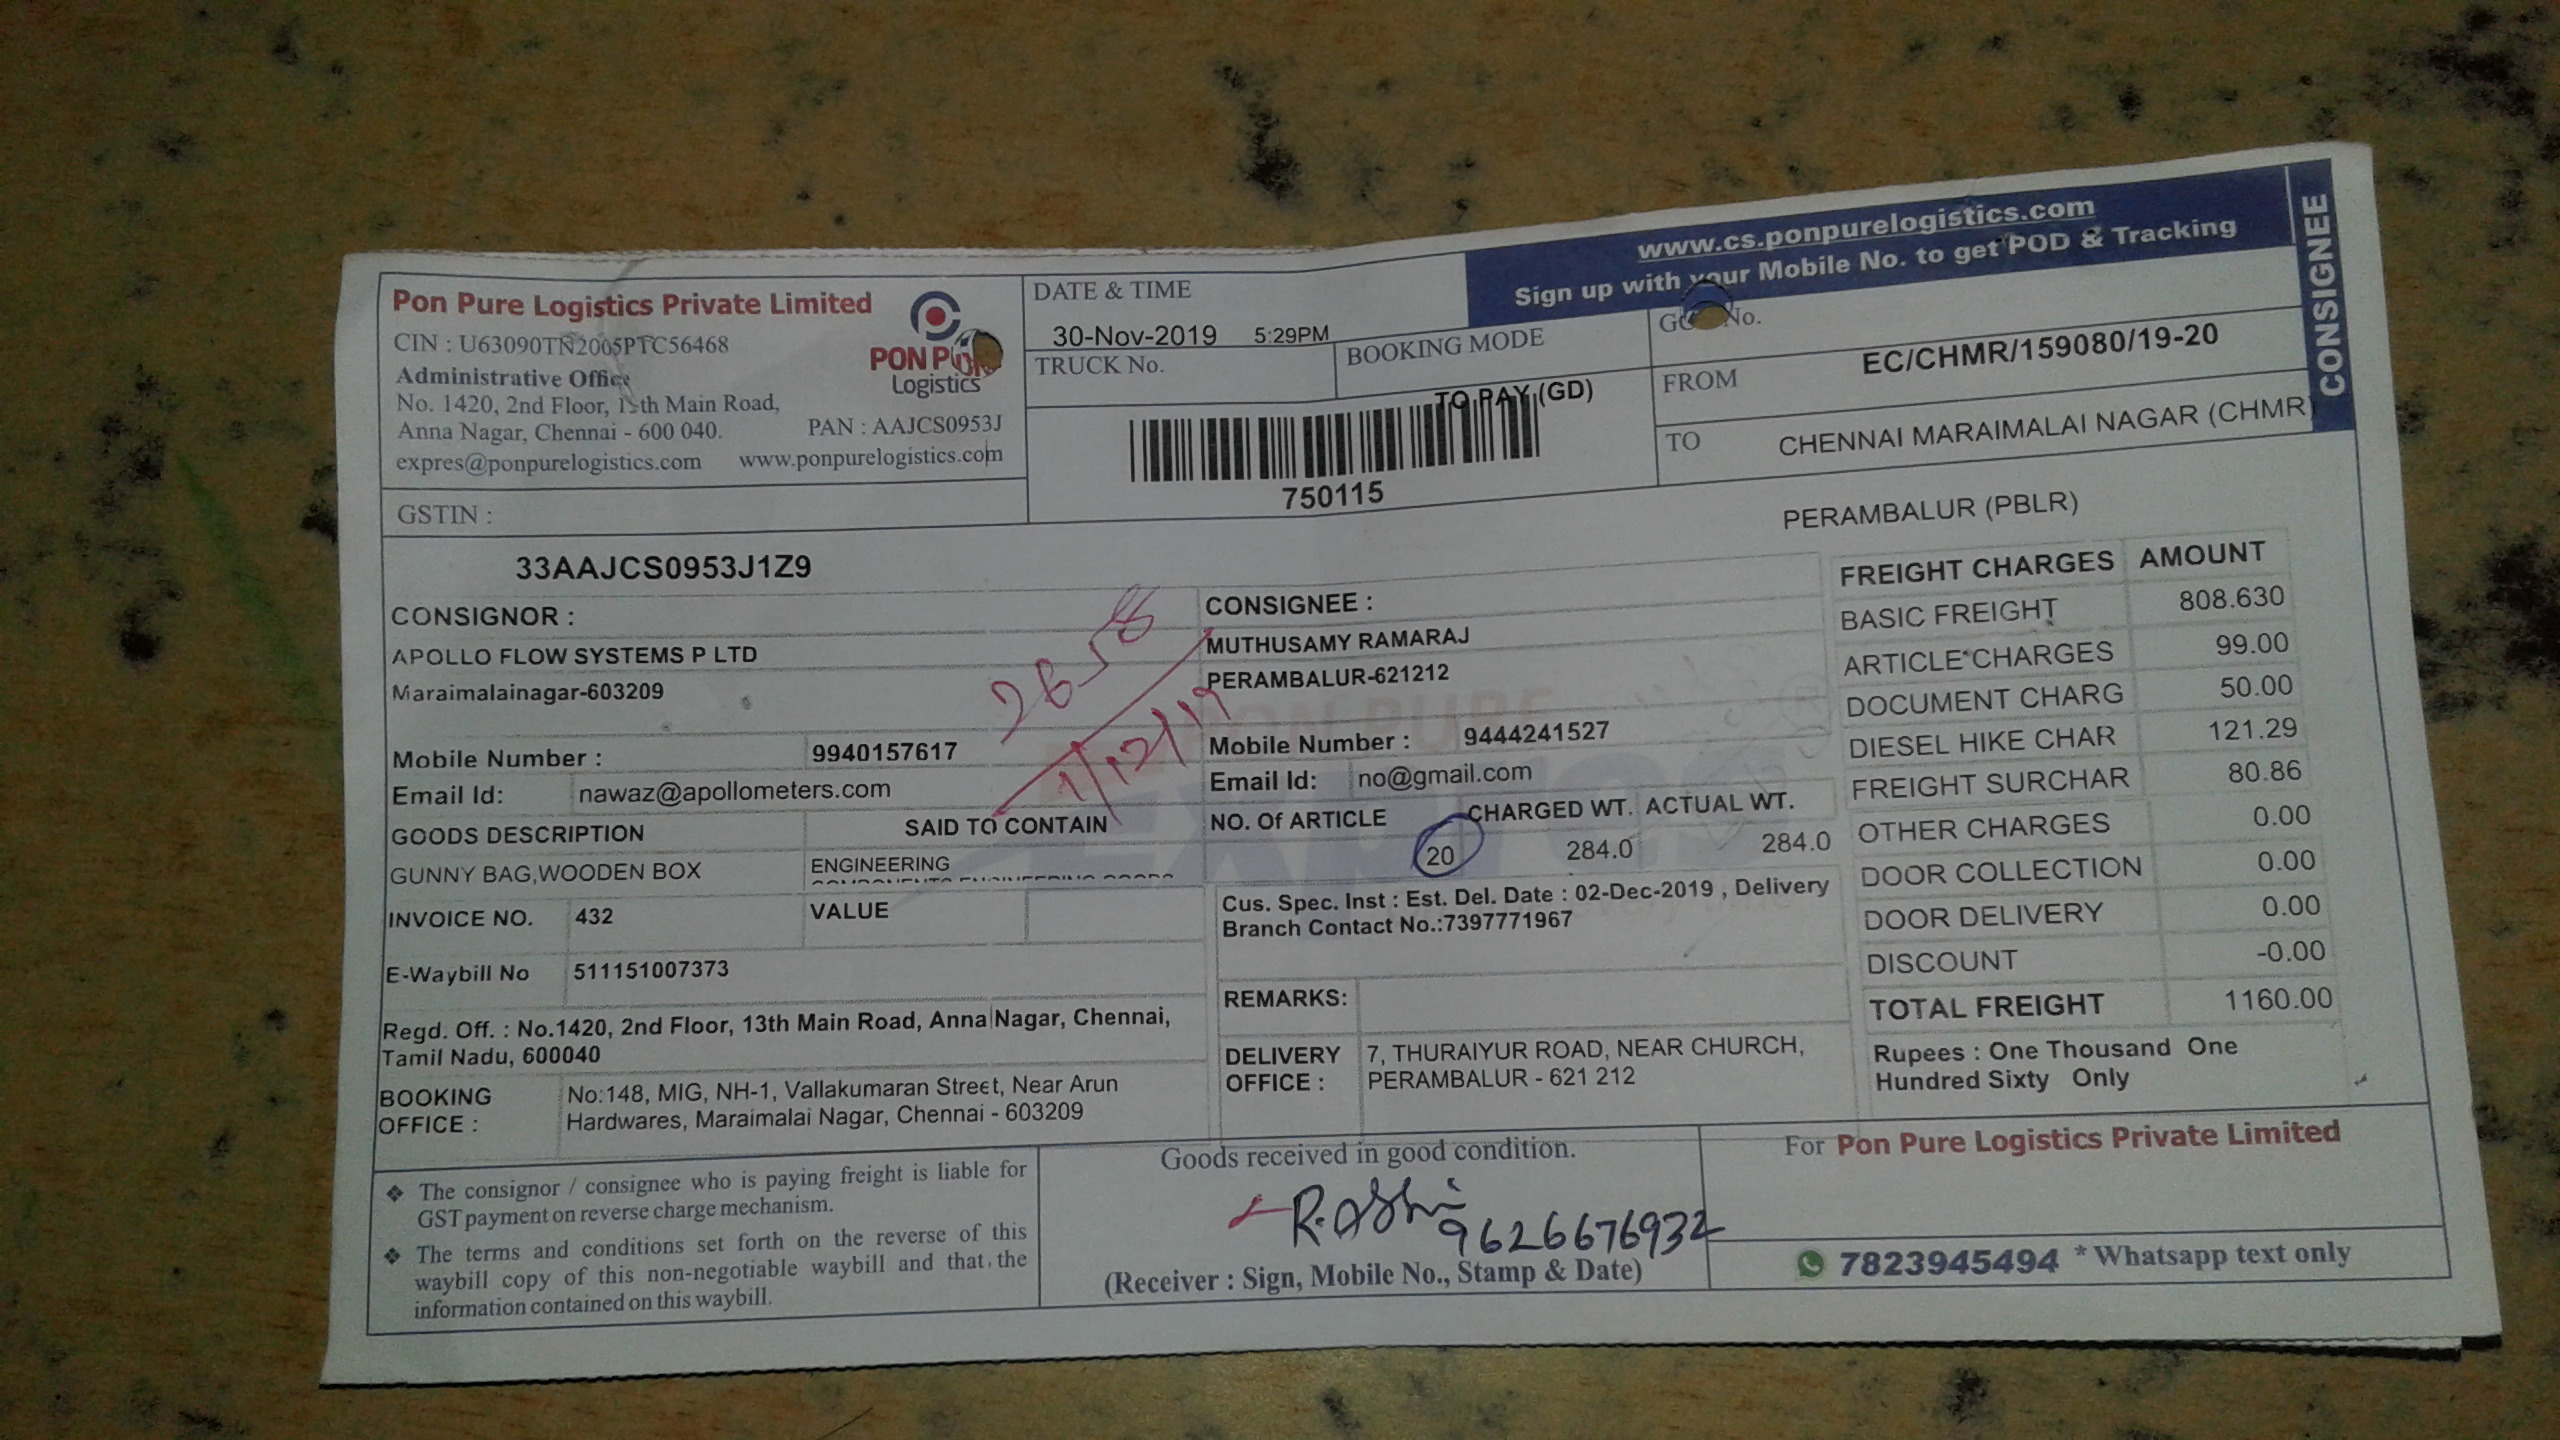 www.cs.ponpurelogistics.com
Sign up with your Mobile No. to get POD & Tracking
CONSIGNEE
Pon Pure Logistics Private Limited
CIN : U63090TN2005PTC56468
Administrative Office
No. 1420, 2nd Floor, 13th Main Road,
Anna Nagar, Chennai - 600 040.
PAN : AAJCS0953J
expres@ponpurelogistics.com www.ponpurelogistics.com
PON PURE
Logistics
GSTIN :
33AAJCS0953J1Z9
DATE & TIME
30-Nov-2019 5:29PM
TRUCK No.
BOOKING MODE
TO PAY (GD)
750115
No.
EC/CHMR/159080/19-20
FROM
CHENNAI MARAIMALAI NAGAR (CHMR)
TO
PERAMBALUR (PBLR)
CONSIGNOR :
APOLLO FLOW SYSTEMS P LTD
Maraimalainagar-603209
Mobile Number : 9940157617
Email Id: nawaz@apollometers.com
1/12/19
CONSIGNEE :
MUTHUSAMY RAMARAJ
PERAMBALUR-621212
Mobile Number : 9444241527
Email Id: no@gmail.com
GOODS DESCRIPTION SAID TO CONTAIN
GUNNY BAG,WOODEN BOX ENGINEERING
NO. Of ARTICLE CHARGED WT. ACTUAL WT.
20 284.0 284.0
INVOICE NO. 432 VALUE
E-Waybill No 511151007373
Cus. Spec. Inst : Est. Del. Date : 02-Dec-2019 , Delivery
Branch Contact No.:7397771967
REMARKS:
Regd. Off. : No.1420, 2nd Floor, 13th Main Road, Anna Nagar, Chennai,
Tamil Nadu, 600040
BOOKING OFFICE : No:148, MIG, NH-1, Vallakumaran Street, Near Arun
Hardwares, Maraimalai Nagar, Chennai - 603209
DELIVERY OFFICE : 7, THURAIYUR ROAD, NEAR CHURCH,
PERAMBALUR - 621 212
FREIGHT CHARGES AMOUNT
BASIC FREIGHT 808.630
ARTICLE CHARGES 99.00
DOCUMENT CHARG 50.00
DIESEL HIKE CHAR 121.29
FREIGHT SURCHAR 80.86
OTHER CHARGES 0.00
DOOR COLLECTION 0.00
DOOR DELIVERY 0.00
DISCOUNT -0.00
TOTAL FREIGHT 1160.00
Rupees : One Thousand One
Hundred Sixty Only
❖ The consignor / consignee who is paying freight is liable for
GST payment on reverse charge mechanism.
❖ The terms and conditions set forth on the reverse of this
waybill copy of this non-negotiable waybill and that, the
information contained on this waybill.
Goods received in good condition.
9626676932
(Receiver : Sign, Mobile No., Stamp & Date)
For Pon Pure Logistics Private Limited
7823945494 * Whatsapp text only